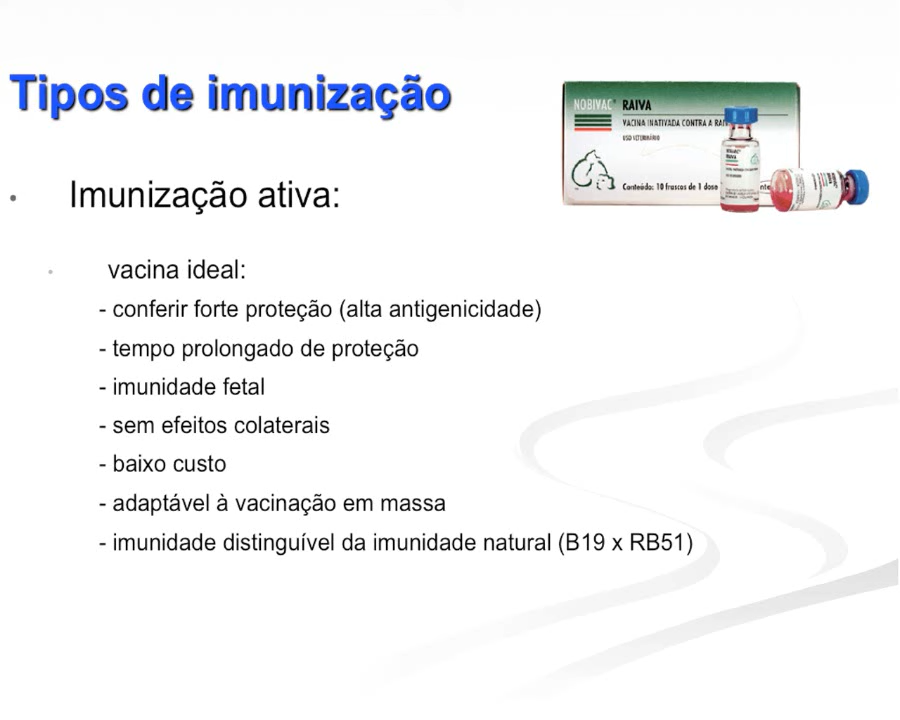 Tipos de imunização
NOBIVAC® RAIVA
VACINA INATIVADA CONTRA A RAI
USO VETERINÁRIO
Conteúdo: 10 frascos de 1 dose
Nobivac®
Raiva
• Imunização ativa:
• vacina ideal:
- conferir forte proteção (alta antigenicidade)
- tempo prolongado de proteção
- imunidade fetal
- sem efeitos colaterais
- baixo custo
- adaptável à vacinação em massa
- imunidade distinguível da imunidade natural (B19 x RB51)